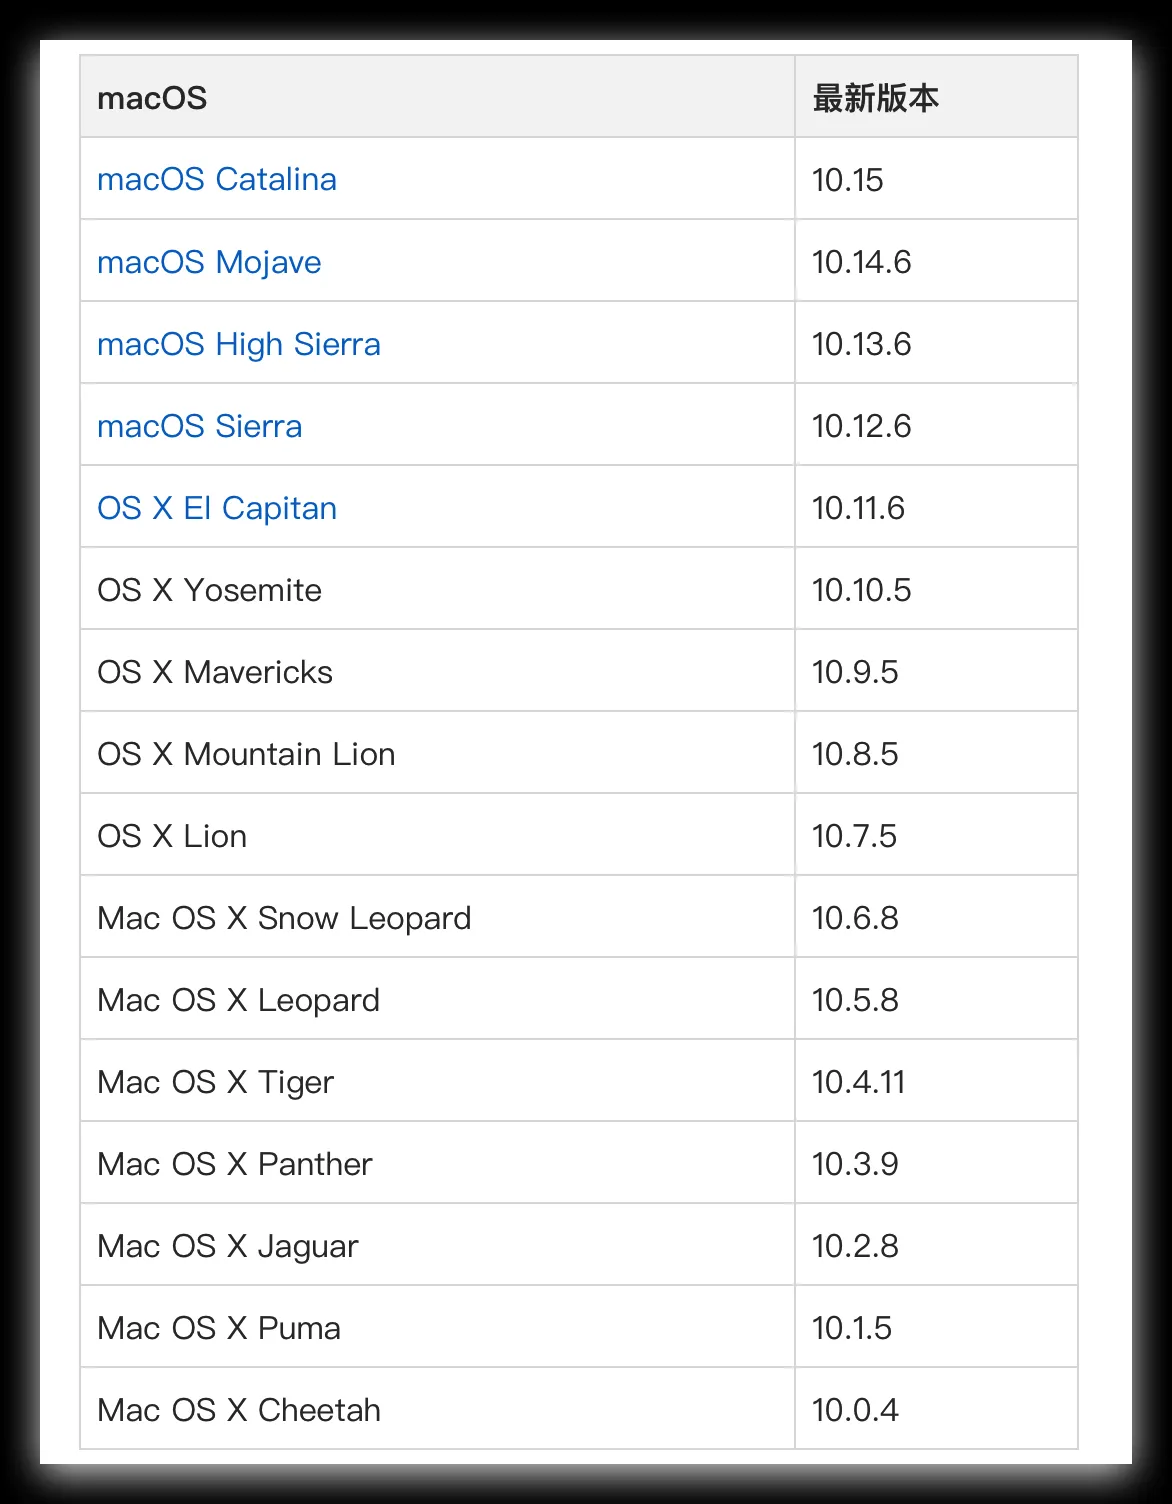 macOS 最新版本
macOS Catalina 10.15
macOS Mojave 10.14.6
macOS High Sierra 10.13.6
macOS Sierra 10.12.6
OS X El Capitan 10.11.6
OS X Yosemite 10.10.5
OS X Mavericks 10.9.5
OS X Mountain Lion 10.8.5
OS X Lion 10.7.5
Mac OS X Snow Leopard 10.6.8
Mac OS X Leopard 10.5.8
Mac OS X Tiger 10.4.11
Mac OS X Panther 10.3.9
Mac OS X Jaguar 10.2.8
Mac OS X Puma 10.1.5
Mac OS X Cheetah 10.0.4